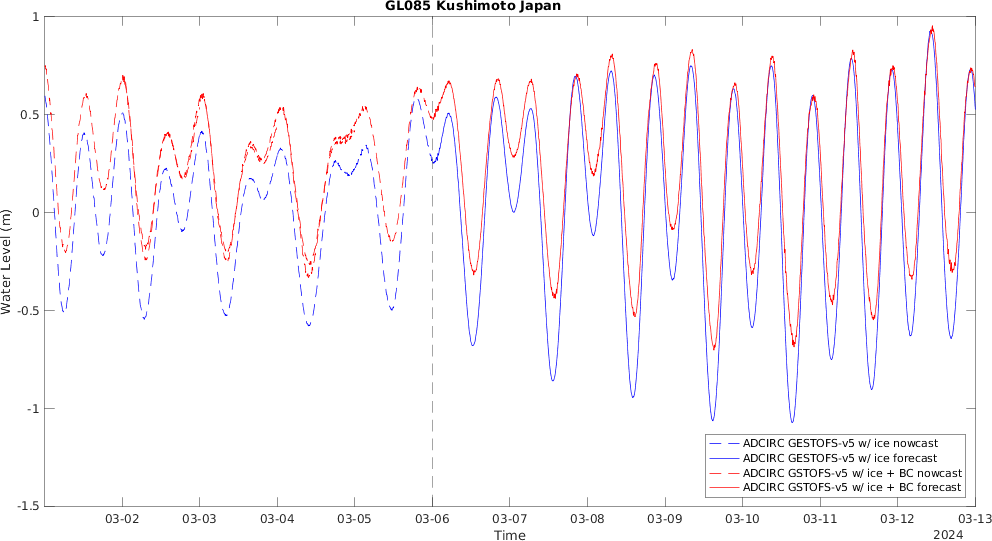 GL085 Kushimoto Japan
Water Level (m)
1
0.5
0
-0.5
-1
-1.5
ADCIRC GESTOFS-v5 w/ ice nowcast
ADCIRC GESTOFS-v5 w/ ice forecast
ADCIRC GSTOFS-v5 w/ ice + BC nowcast
ADCIRC GSTOFS-v5 w/ ice + BC forecast
03-02 03-03 03-04 03-05 03-06 03-07 03-08 03-09 03-10 03-11 03-12 03-13
Time
2024